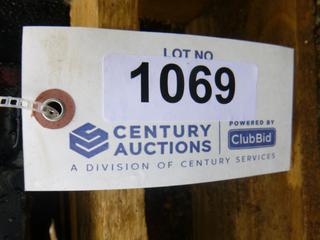 LOT NO
1069
CENTURY
AUCTIONS
POWERED BY
ClubBid
A DIVISION OF CENTURY SERVICES